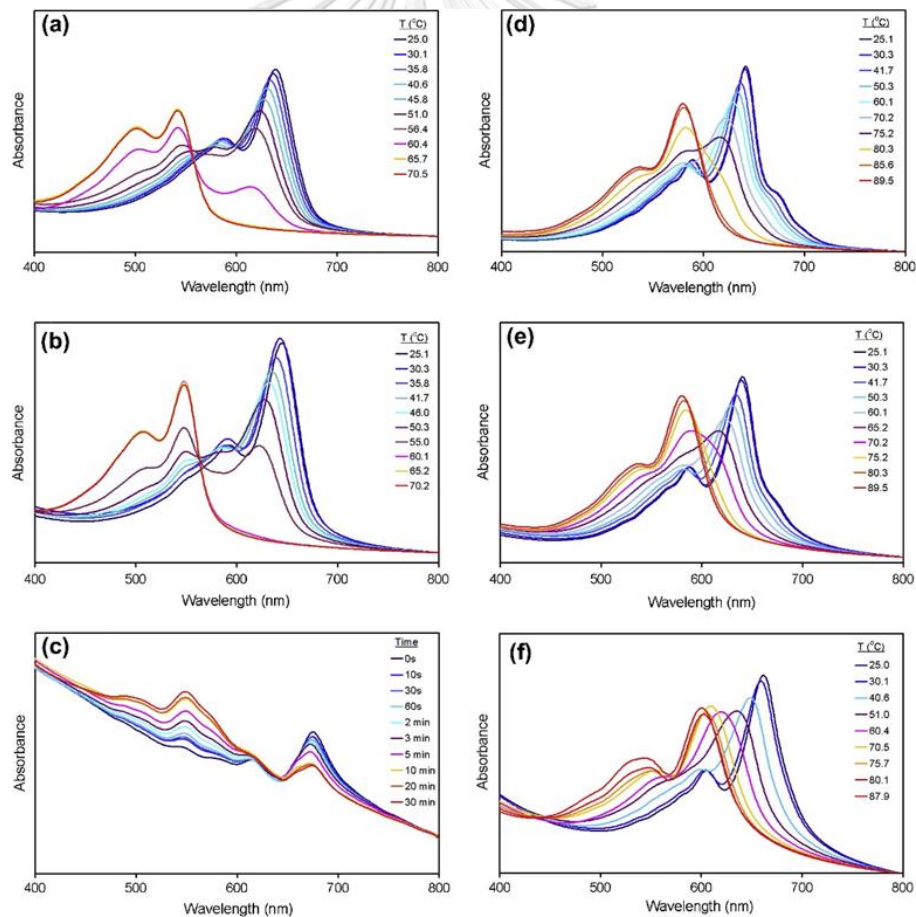 (a)
T (°C)
25.0
30.1
35.8
40.6
45.8
51.0
56.4
60.4
65.7
70.5
Absorbance
400 500 600 700 800
Wavelength (nm)
(d)
T (°C)
25.1
30.3
41.7
50.3
60.1
70.2
75.2
80.3
85.6
89.5
Absorbance
400 500 600 700 800
Wavelength (nm)
(b)
T (°C)
25.1
30.3
35.8
41.7
46.0
50.3
55.0
60.1
65.2
70.2
Absorbance
400 500 600 700 800
Wavelength (nm)
(e)
T (°C)
25.1
30.3
41.7
50.3
60.1
65.2
70.2
75.2
80.3
89.5
Absorbance
400 500 600 700 800
Wavelength (nm)
(c)
Time
0s
10s
30s
60s
2 min
3 min
5 min
10 min
20 min
30 min
Absorbance
400 500 600 700 800
Wavelength (nm)
(f)
T (°C)
25.0
30.1
40.6
51.0
60.4
70.5
75.7
80.1
87.9
Absorbance
400 500 600 700 800
Wavelength (nm)